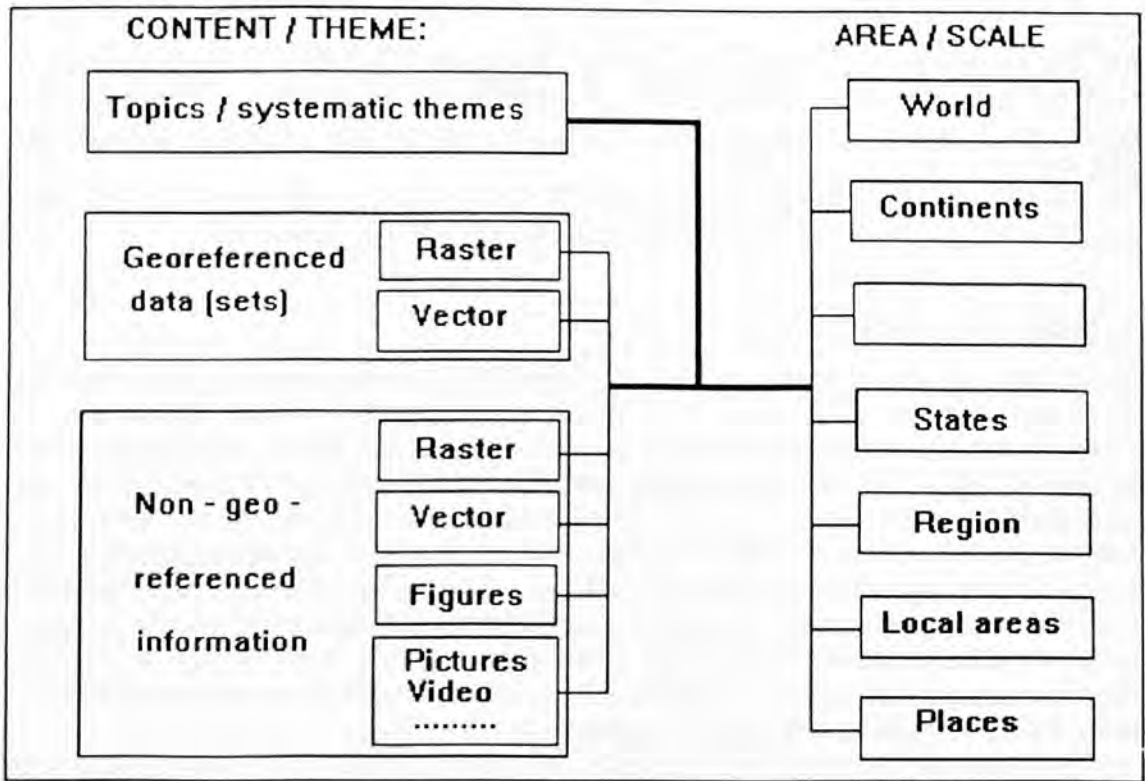 CONTENT / THEME:
Topics / systematic themes
Georeferenced
data (sets)
Raster
Vector
Non - geo -
referenced
information
Raster
Vector
Figures
Pictures
Video
..........
AREA / SCALE
World
Continents
States
Region
Local areas
Places